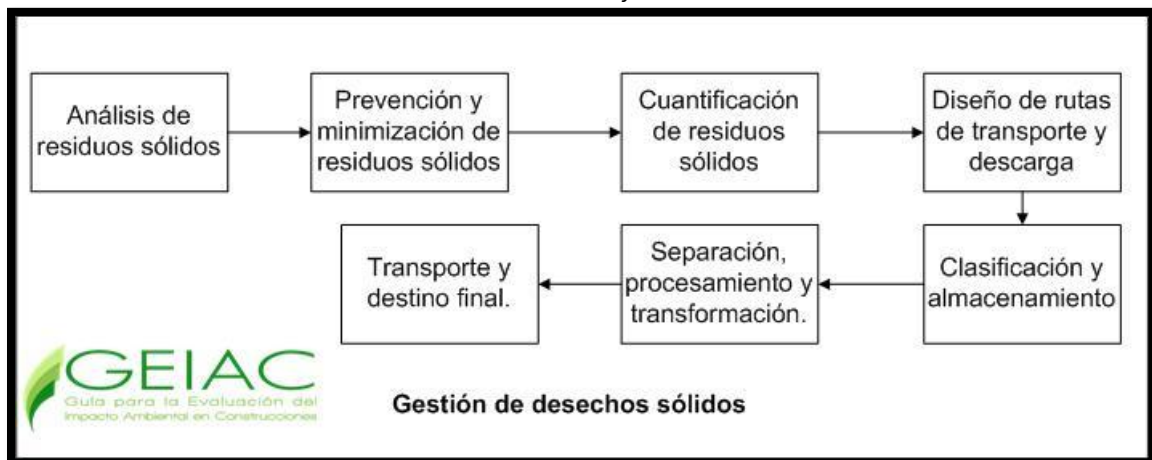 Análisis de
residuos sólidos
Prevención y
minimización de
residuos sólidos
Cuantificación
de residuos
sólidos
Diseño de rutas
de transporte y
descarga
Clasificación y
almacenamiento
Separación,
procesamiento y
transformación.
Transporte y
destino final.
GEIAC
Guía para la Evaluación del
Impacto Ambiental en Construcciones
Gestión de desechos sólidos